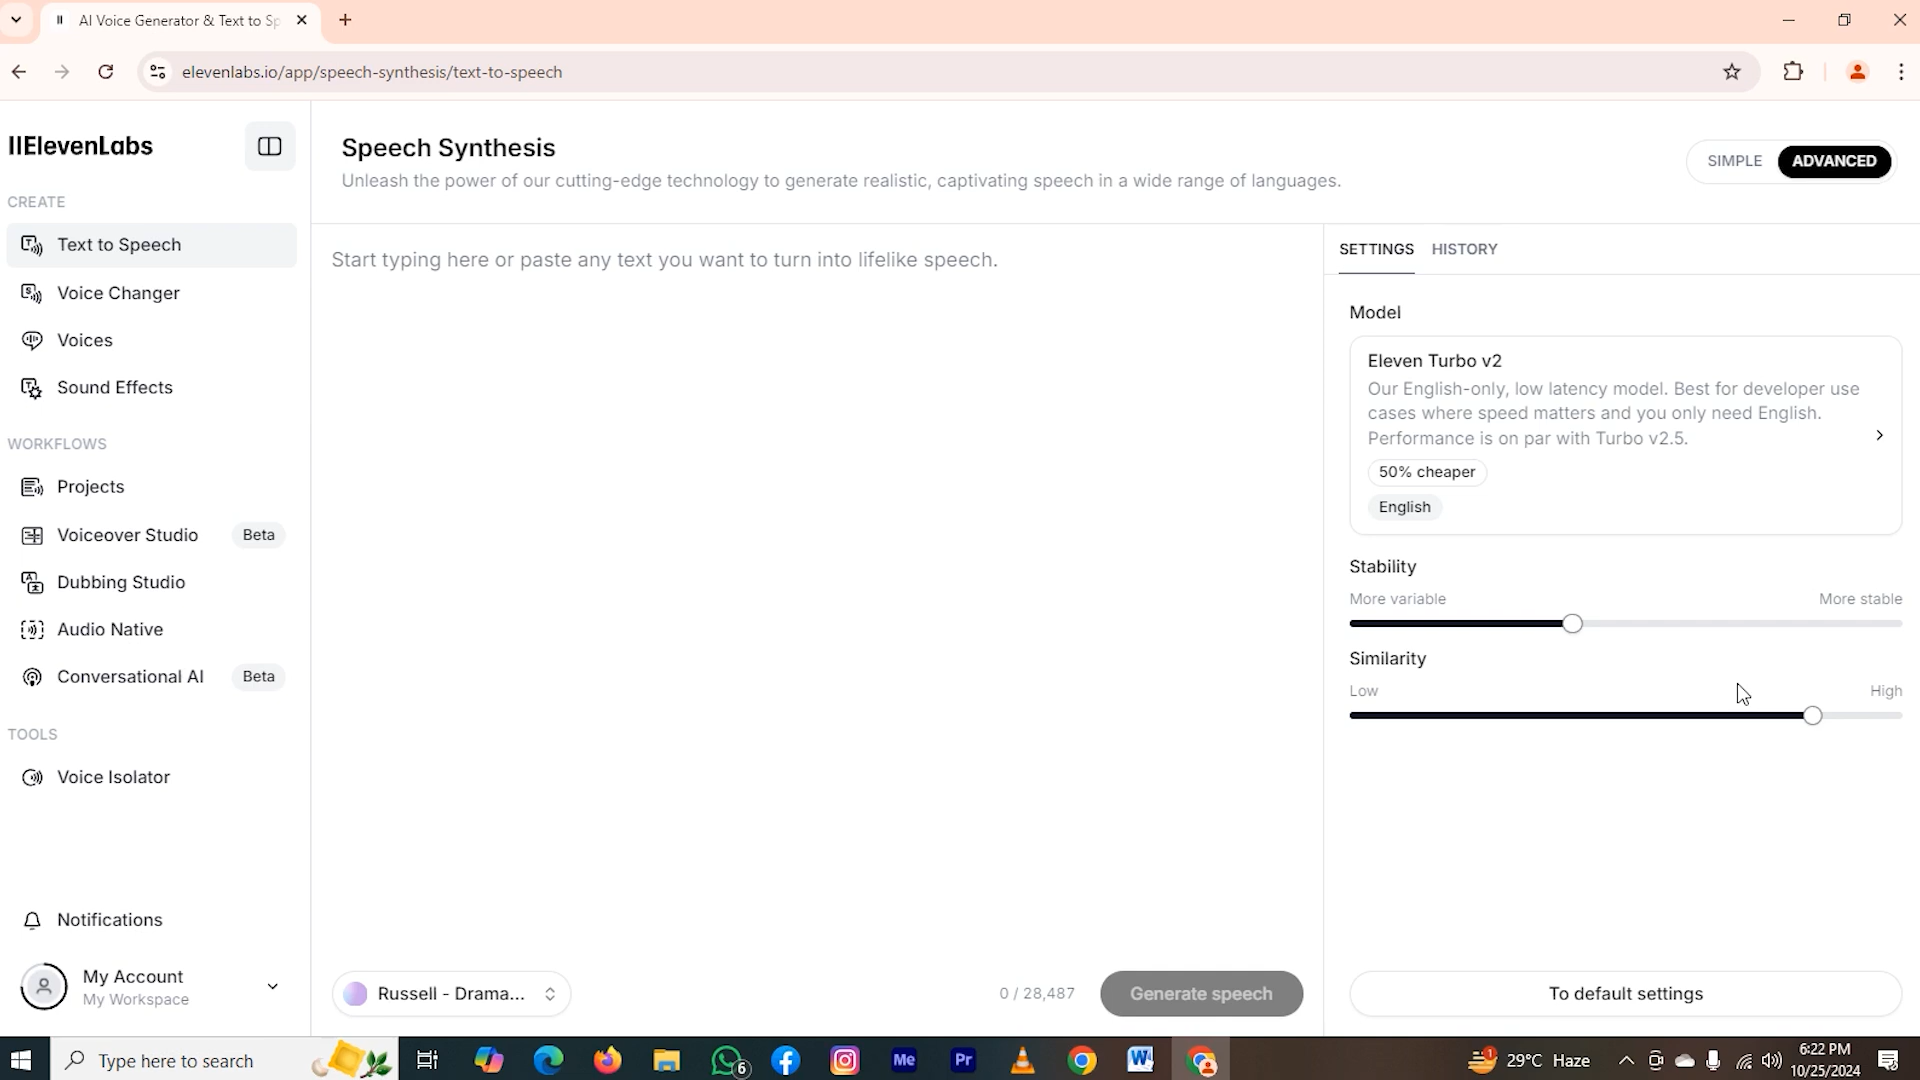 AI Voice Generator & Text to Sp
elevenlabs.io/app/speech-synthesis/text-to-speech
IIElevenLabs
CREATE
Text to Speech
Voice Changer
Voices
Sound Effects
WORKFLOWS
Projects
Voiceover Studio Beta
Dubbing Studio
Audio Native
Conversational AI Beta
TOOLS
Voice Isolator
Notifications
My Account
My Workspace
Speech Synthesis
Unleash the power of our cutting-edge technology to generate realistic, captivating speech in a wide range of languages.
SIMPLE ADVANCED
Start typing here or paste any text you want to turn into lifelike speech.
Russell - Drama...
0 / 28,487
Generate speech
SETTINGS HISTORY
Model
Eleven Turbo v2
Our English-only, low latency model. Best for developer use
cases where speed matters and you only need English.
Performance is on par with Turbo v2.5.
50% cheaper
English
Stability
More variable More stable
Similarity
Low High
To default settings
Type here to search
6
Me
Pr
W
1
29°C Haze
6:22 PM
10/25/2024